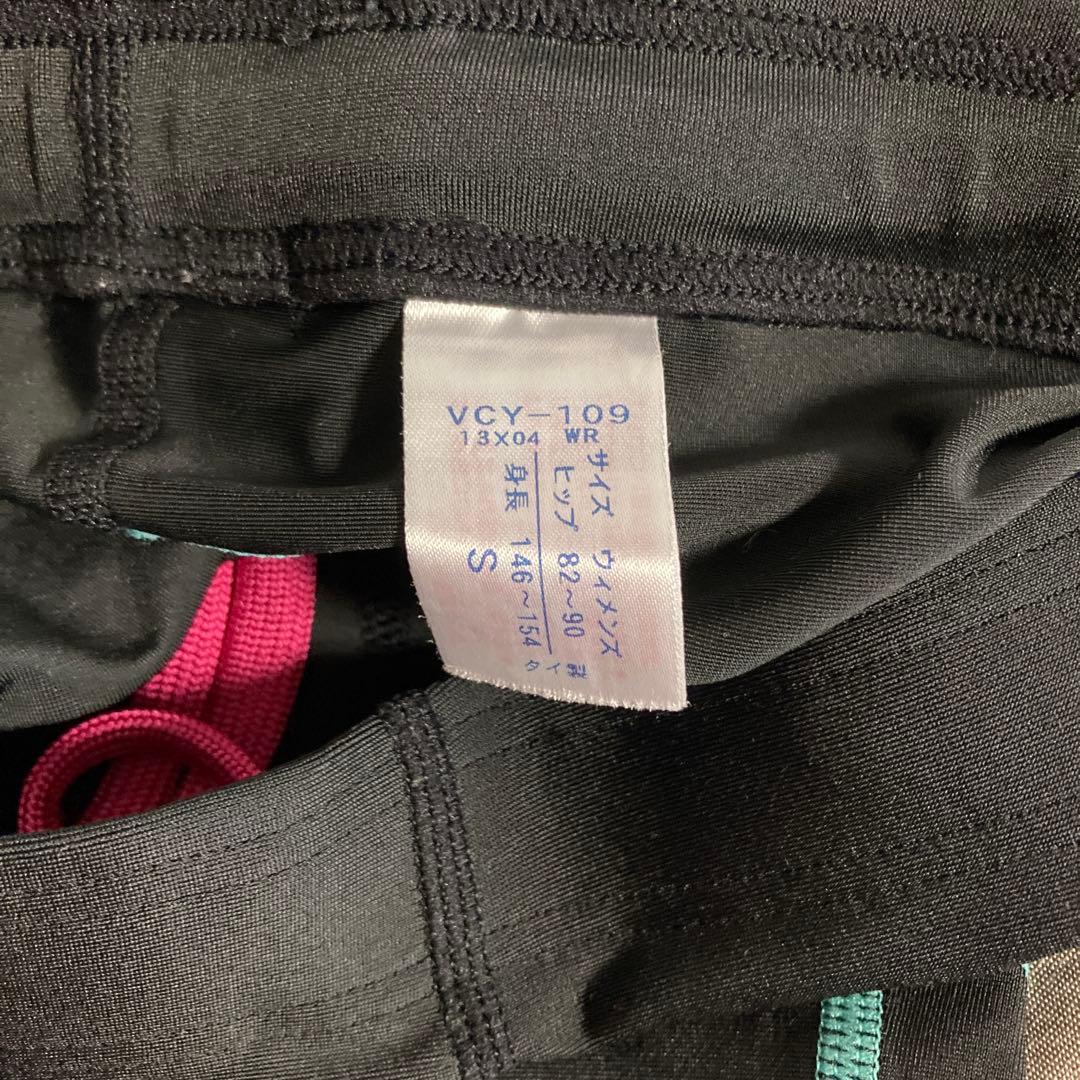 VCY-109
13X04 WR
サイズ ウィメンズ
ヒップ 82~90
身長 146~154
S
タイ製